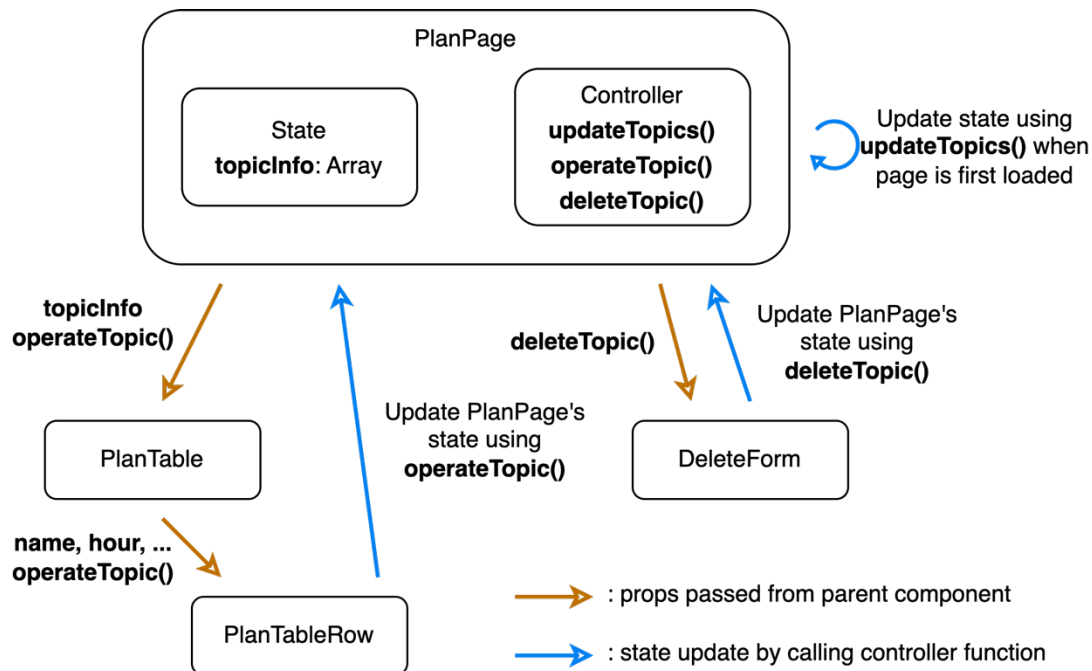 PlanPage
State
topicInfo: Array
Controller
updateTopics()
operateTopic()
deleteTopic()
Update state using
updateTopics() when
page is first loaded
topicInfo
operateTopic()
deleteTopic()
Update PlanPage's
state using
deleteTopic()
Update PlanPage's
state using
operateTopic()
PlanTable
DeleteForm
name, hour, ...
operateTopic()
PlanTableRow
: props passed from parent component
: state update by calling controller function